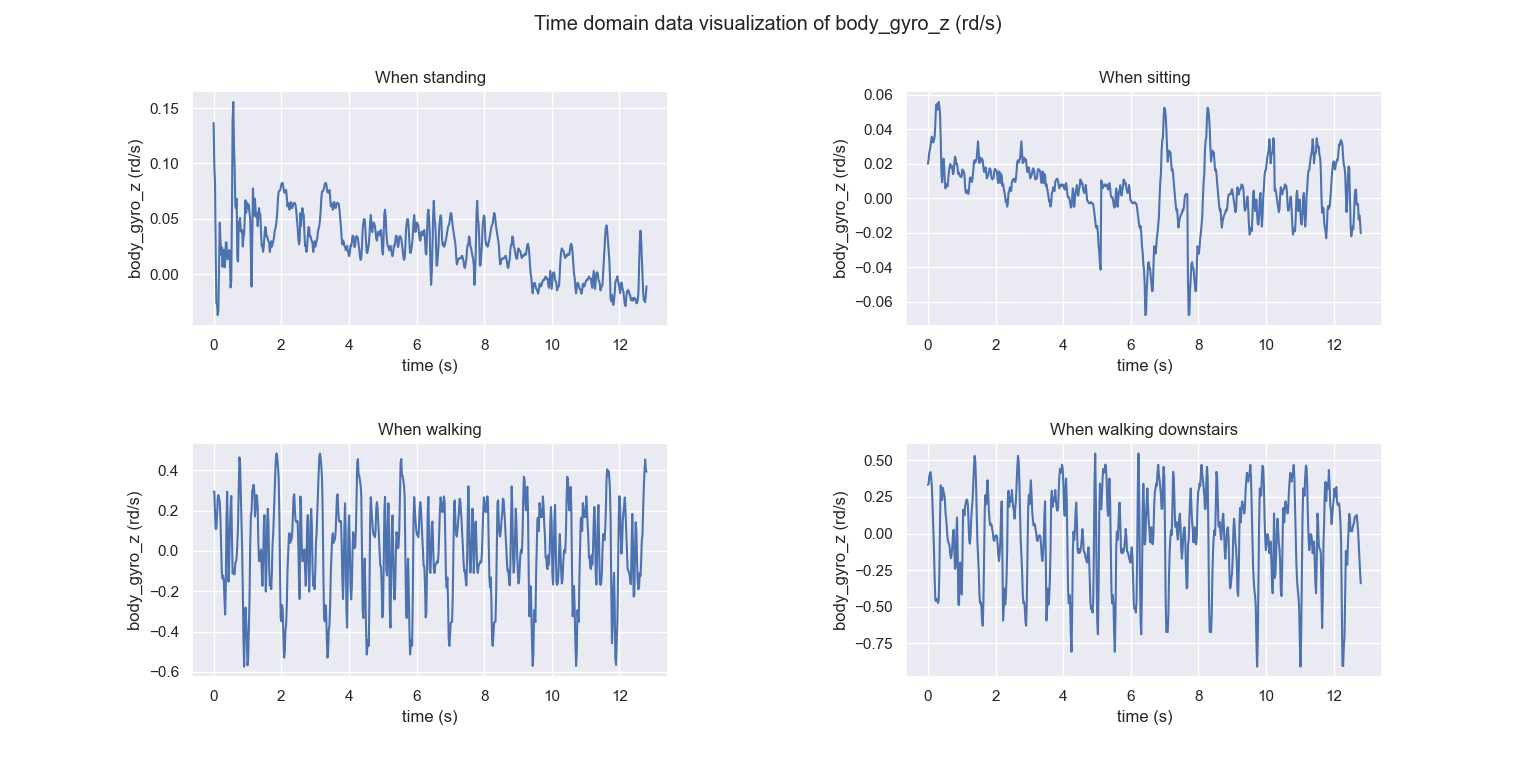 Time domain data visualization of body_gyro_z (rd/s)
When standing
body_gyro_z (rd/s)
0.15
0.10
0.05
0.00
0 2 4 6 8 10 12
time (s)
When sitting
body_gyro_z (rd/s)
0.06
0.04
0.02
0.00
−0.02
−0.04
−0.06
0 2 4 6 8 10 12
time (s)
When walking
body_gyro_z (rd/s)
0.4
0.2
0.0
−0.2
−0.4
−0.6
0 2 4 6 8 10 12
time (s)
When walking downstairs
body_gyro_z (rd/s)
0.50
0.25
0.00
−0.25
−0.50
−0.75
0 2 4 6 8 10 12
time (s)